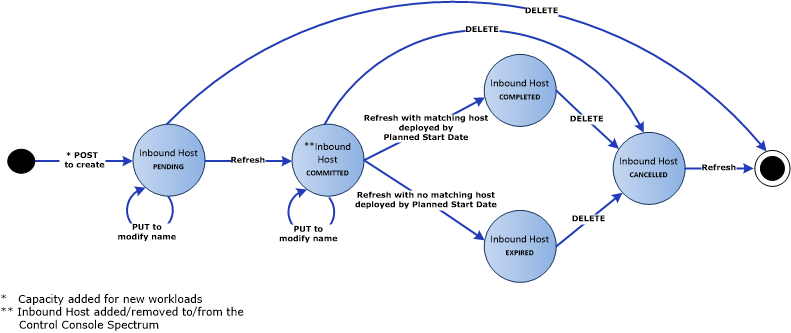 DELETE
DELETE
Inbound Host
COMPLETED
Refresh with matching host
deployed by
Planned Start Date
DELETE
* POST
to create
Inbound Host
PENDING
Refresh
**Inbound
Host
COMMITTED
Inbound Host
CANCELLED
Refresh
Refresh with no matching host
deployed by Planned Start Date
DELETE
PUT to
modify name
PUT to
modify name
Inbound Host
EXPIRED
* Capacity added for new workloads
** Inbound Host added/removed to/from the
Control Console Spectrum